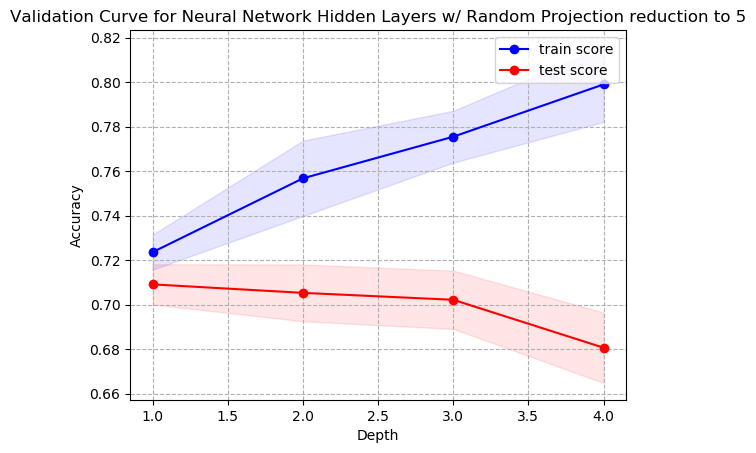 Validation Curve for Neural Network Hidden Layers w/ Random Projection reduction to 5
0.82
0.80
0.78
0.76
0.74
0.72
0.70
0.68
0.66
Accuracy
train score
test score
1.0 1.5 2.0 2.5 3.0 3.5 4.0
Depth